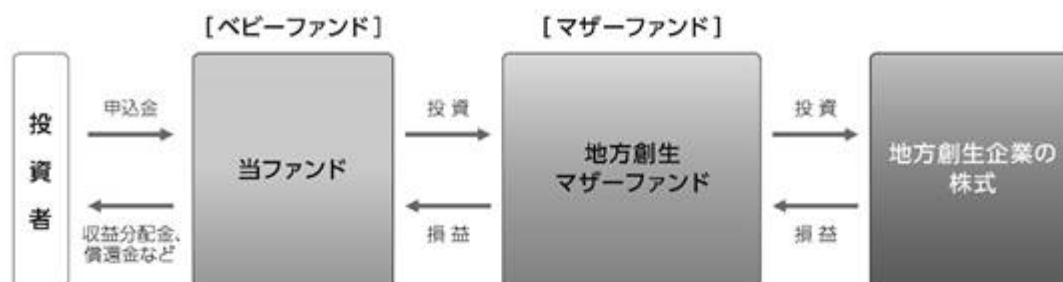 [ベビーファンド]
[マザーファンド]
投資者
申込金
収益分配金、
償還金など
当ファンド
投資
損益
地方創生
マザーファンド
投資
損益
地方創生企業の
株式